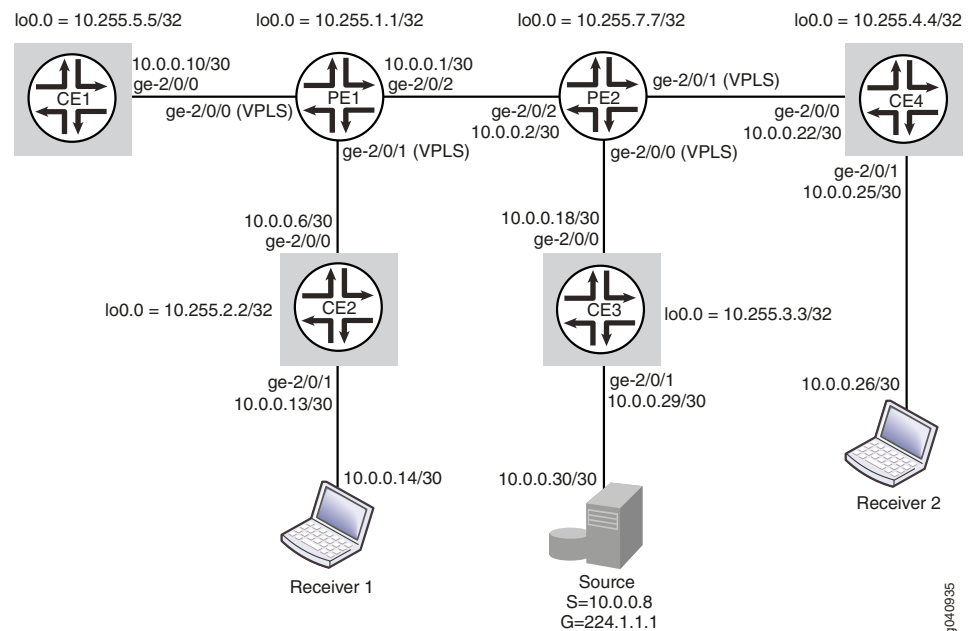 lo0.0 = 10.255.5.5/32
lo0.0 = 10.255.1.1/32
lo0.0 = 10.255.7.7/32
lo0.0 = 10.255.4.4/32
10.0.0.10/30
ge-2/0/0
10.0.0.1/30
ge-2/0/2
ge-2/0/1 (VPLS)
CE1
PE1
PE2
CE4
ge-2/0/0 (VPLS)
ge-2/0/2
10.0.0.2/30
ge-2/0/0
10.0.0.22/30
ge-2/0/1 (VPLS)
ge-2/0/0 (VPLS)
ge-2/0/1
10.0.0.25/30
10.0.0.6/30
ge-2/0/0
10.0.0.18/30
ge-2/0/0
lo0.0 = 10.255.2.2/32
CE2
CE3
lo0.0 = 10.255.3.3/32
ge-2/0/1
10.0.0.13/30
ge-2/0/1
10.0.0.29/30
10.0.0.26/30
10.0.0.14/30
10.0.0.30/30
Receiver 2
Receiver 1
Source
S=10.0.0.8
G=224.1.1.1
g040935